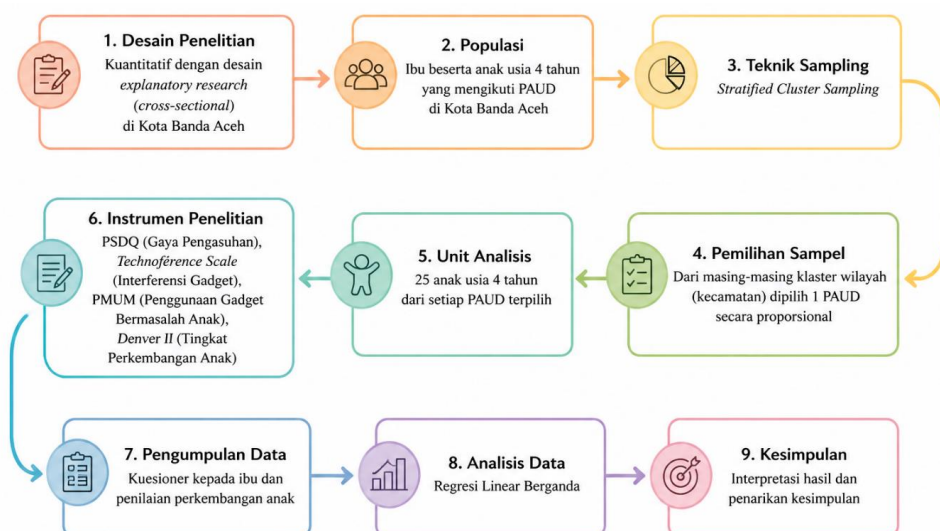 1. Desain Penelitian
Kuantitatif dengan desain
explanatory research
(cross-sectional)
di Kota Banda Aceh
2. Populasi
Ibu beserta anak usia 4 tahun
yang mengikuti PAUD
di Kota Banda Aceh
3. Teknik Sampling
Stratified Cluster Sampling
4. Pemilihan Sampel
Dari masing-masing klaster wilayah
(kecamatan) dipilih 1 PAUD
secara proporsional
5. Unit Analisis
25 anak usia 4 tahun
dari setiap PAUD terpilih
6. Instrumen Penelitian
PSDQ (Gaya Pengasuhan),
Technoférence Scale
(Interferensi Gadget),
PMUM (Penggunaan Gadget
Bermasalah Anak),
Denver II (Tingkat
Perkembangan Anak)
7. Pengumpulan Data
Kuesioner kepada ibu dan
penilaian perkembangan anak
8. Analisis Data
Regresi Linear Berganda
9. Kesimpulan
Interpretasi hasil dan
penarikan kesimpulan